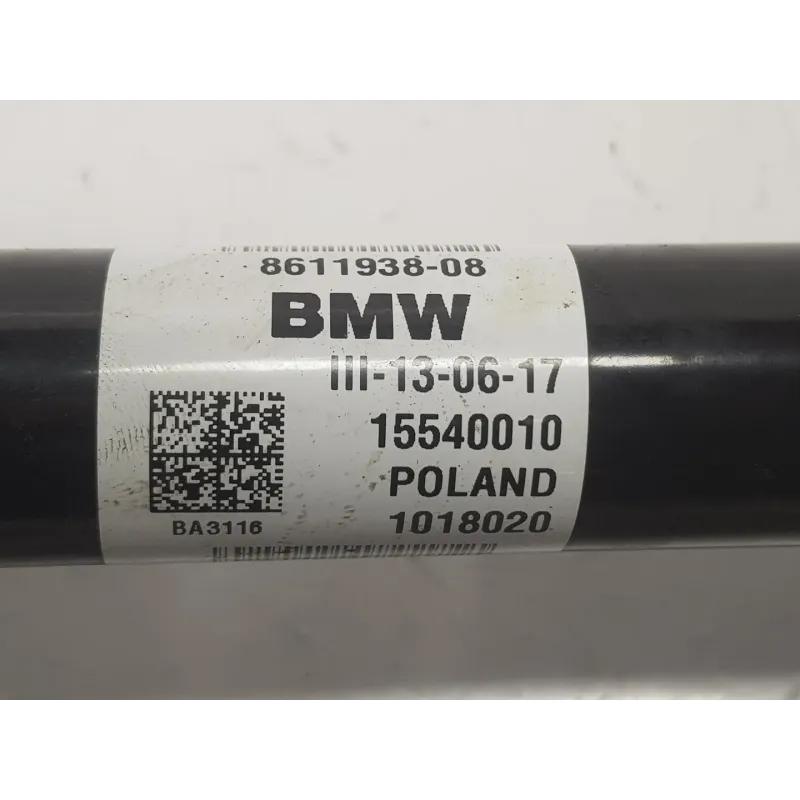 8611938-08
BMW
III-13-06-17
15540010
POLAND
BA3116
1018020